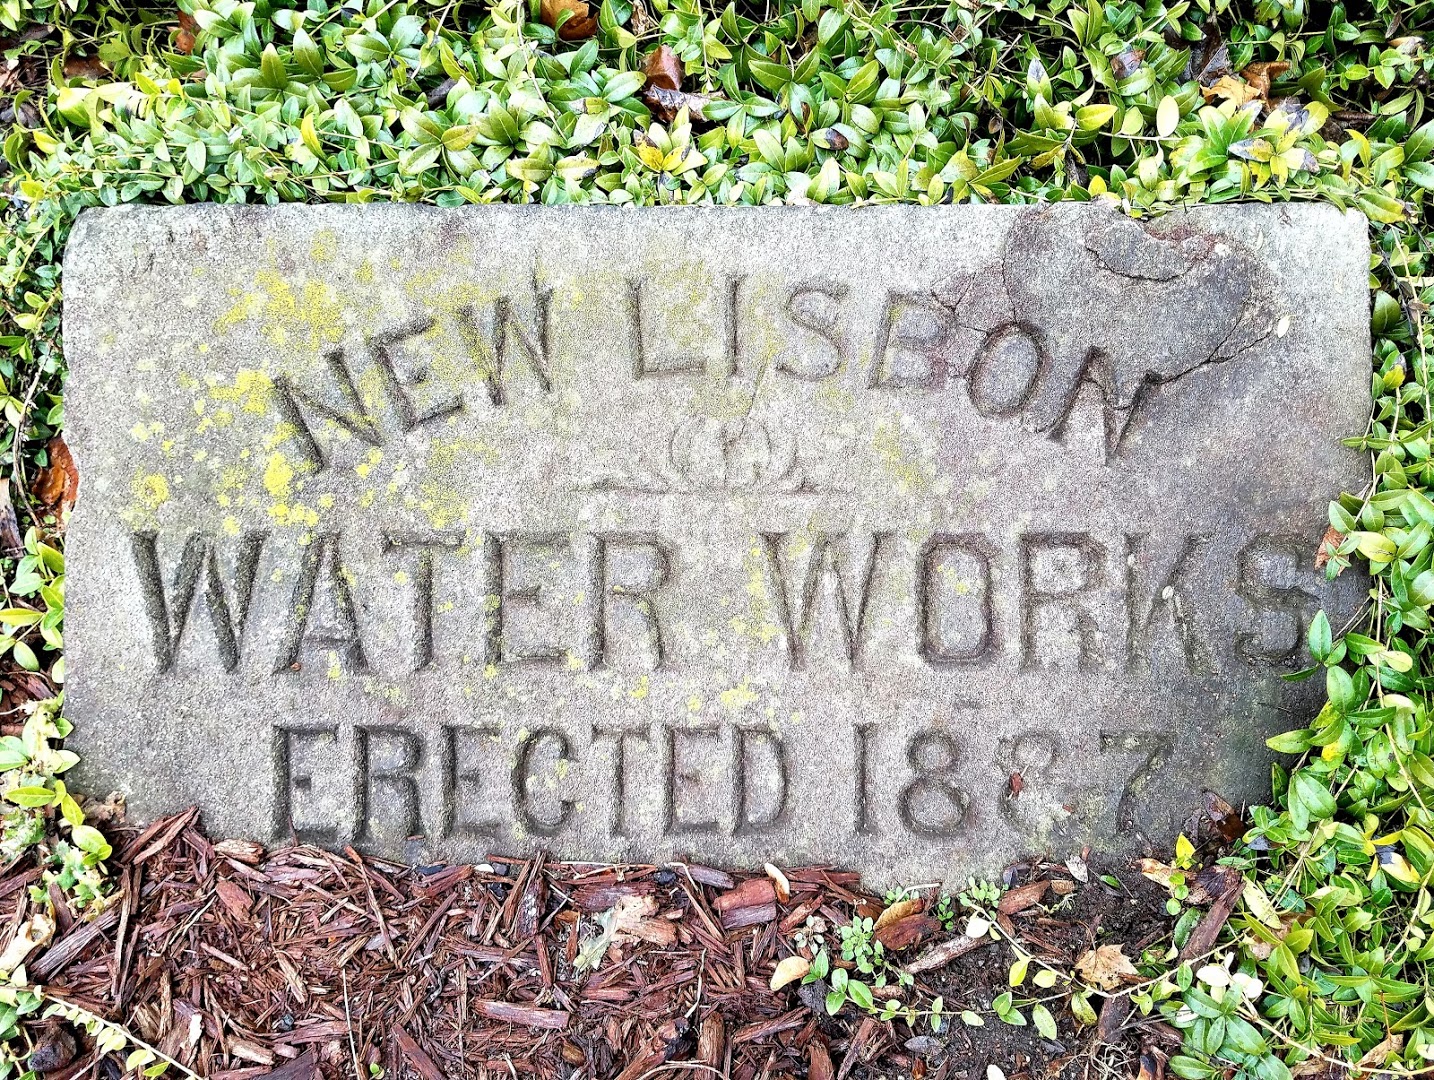 NEW LISBON
WATER WORKS
ERECTED 1887